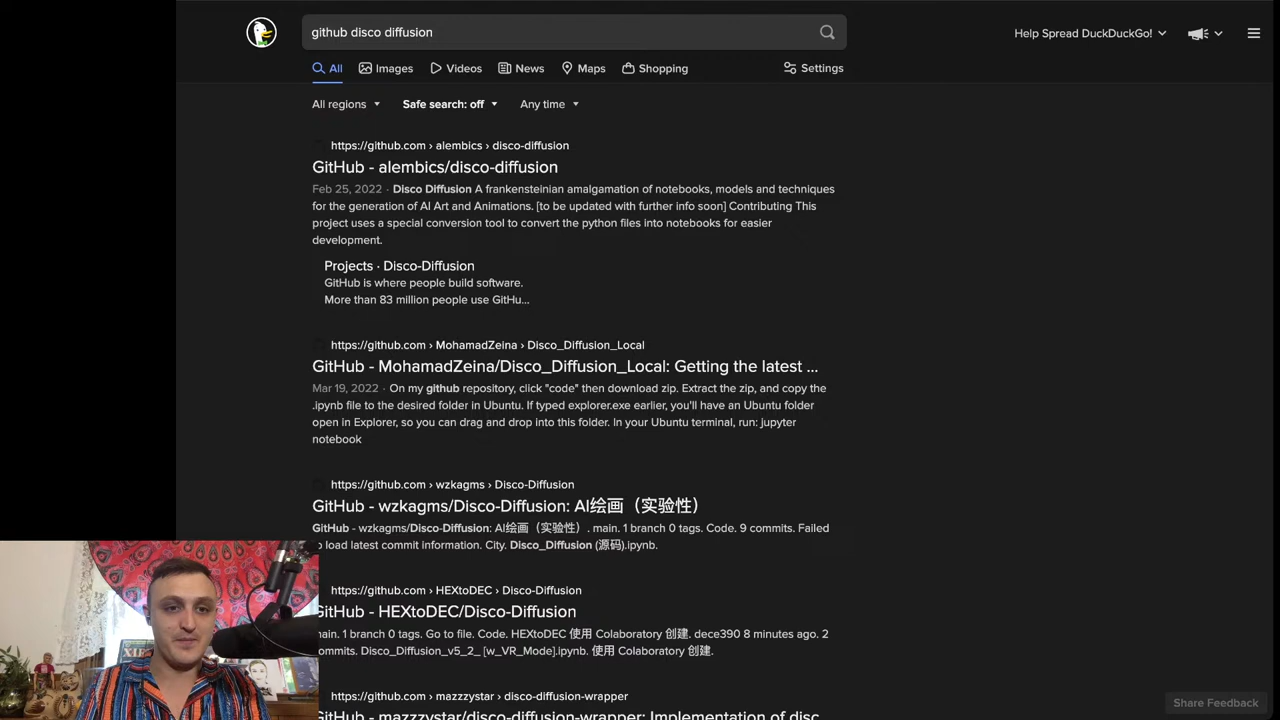 github disco diffusion
Help Spread DuckDuckGo!
All
Images
Videos
News
Maps
Shopping
Settings
All regions
Safe search: off
Any time
https://github.com › alembics › disco-diffusion
GitHub - alembics/disco-diffusion
Feb 25, 2022 · Disco Diffusion A frankensteinian amalgamation of notebooks, models and techniques
for the generation of AI Art and Animations. [to be updated with further info soon] Contributing This
project uses a special conversion tool to convert the python files into notebooks for easier
development.
Projects · Disco-Diffusion
GitHub is where people build software.
More than 83 million people use GitHu...
https://github.com › MohamadZeina › Disco_Diffusion_Local
GitHub - MohamadZeina/Disco_Diffusion_Local: Getting the latest ...
Mar 19, 2022 · On my github repository, click "code" then download zip. Extract the zip, and copy the
.ipynb file to the desired folder in Ubuntu. If typed explorer.exe earlier, you'll have an Ubuntu folder
open in Explorer, so you can drag and drop into this folder. In your Ubuntu terminal, run: jupyter
notebook
https://github.com › wzkagms › Disco-Diffusion
GitHub - wzkagms/Disco-Diffusion: AI绘画（实验性）
GitHub - wzkagms/Disco-Diffusion: AI绘画（实验性）. main. 1 branch 0 tags. Code. 9 commits. Failed
o load latest commit information. City. Disco_Diffusion (源码).ipynb.
https://github.com › HEXtoDEC › Disco-Diffusion
GitHub - HEXtoDEC/Disco-Diffusion
main. 1 branch 0 tags. Go to file. Code. HEXtoDEC 使用 Colaboratory 创建. dece390 8 minutes ago. 2
ommits. Disco_Diffusion_v5_2_ [w_VR_Mode].ipynb. 使用 Colaboratory 创建.
https://github.com › mazzzystar › disco-diffusion-wrapper
GitHub - mazzzystar/disco-diffusion-wrapper: Implementation of disc
Share Feedback